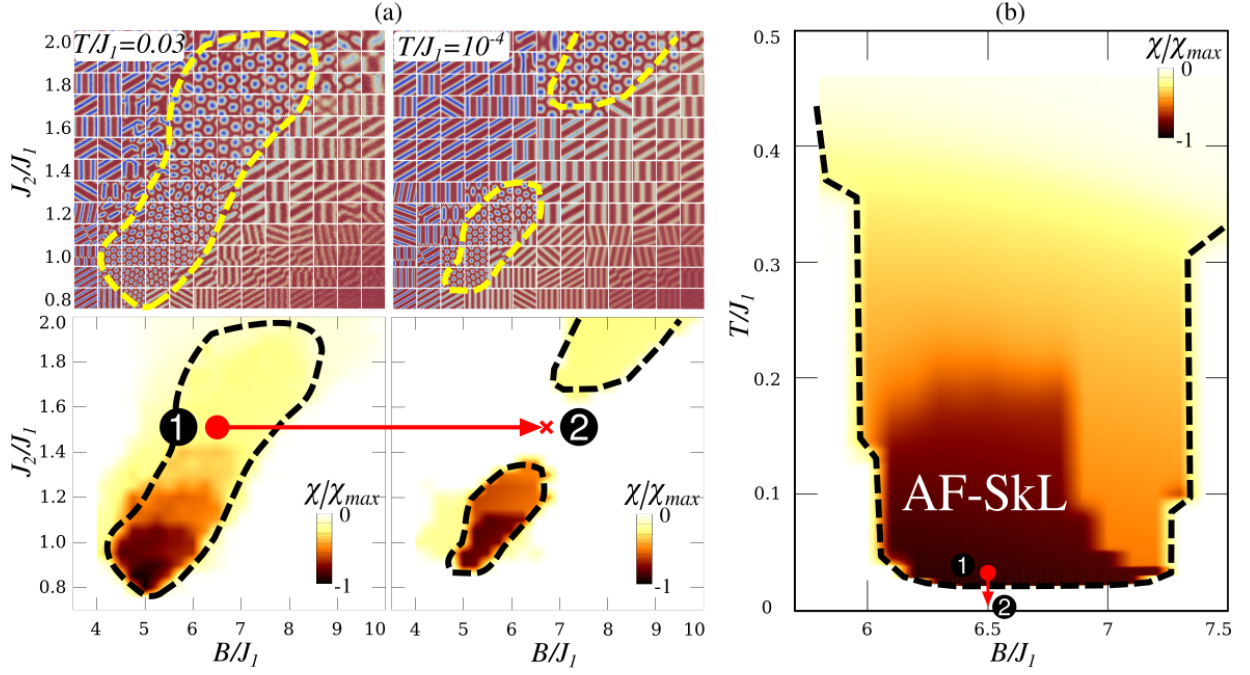 (a)
(b)
T/J1=0.03
T/J1=10-4
J2/J1
2.0
1.8
1.6
1.4
1.2
1.0
0.8
J2/J1
2.0
1.8
1.6
1.4
1.2
1.0
0.8
1
2
χ/χmax
0
-1
χ/χmax
0
-1
4 5 6 7 8 9 10
4 5 6 7 8 9 10
B/J1
B/J1
T/J1
0.5
0.4
0.3
0.2
0.1
0
χ/χmax
0
-1
AF-SkL
1
2
6 6.5 7 7.5
B/J1